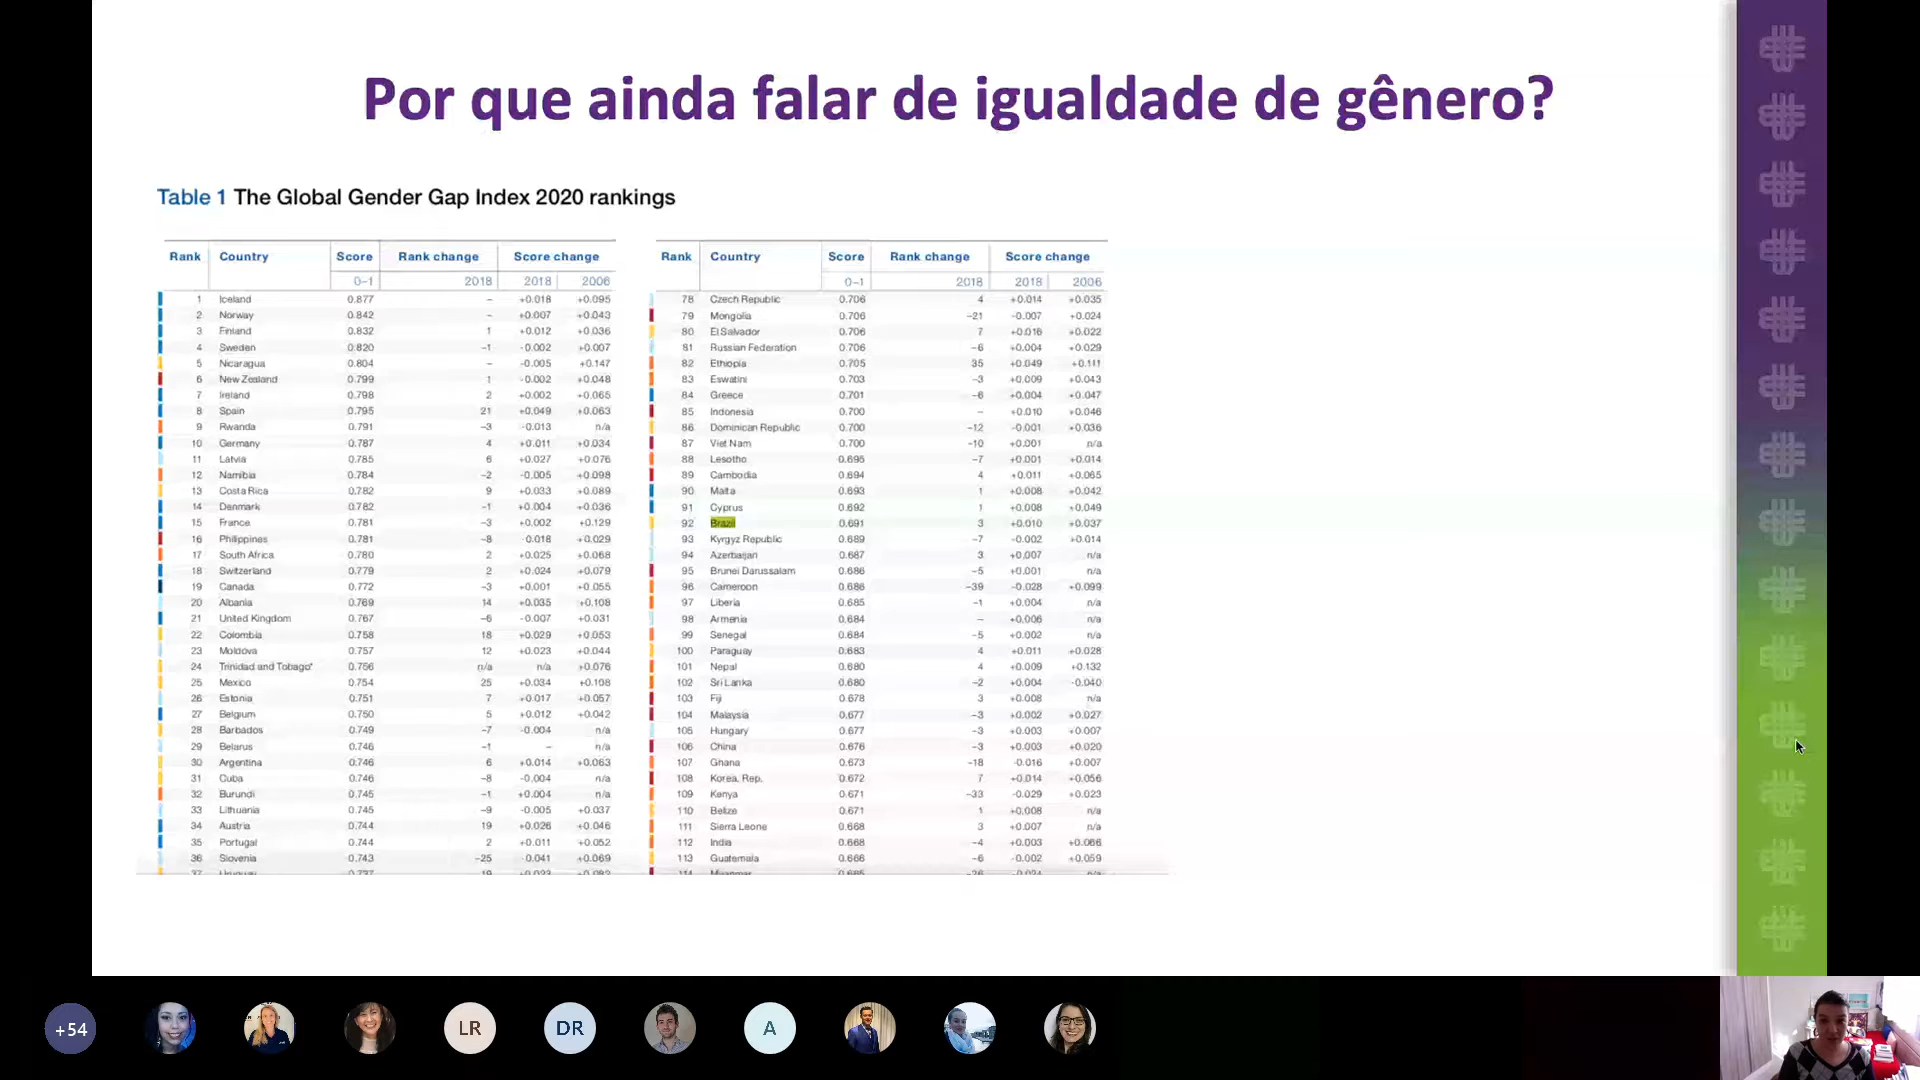 Por que ainda falar de igualdade de gênero?
Table 1 The Global Gender Gap Index 2020 rankings
Rank Country Score Rank change Score change
0–1 2018 2018 2006
1 Iceland 0.877 – +0.018 +0.095
2 Norway 0.842 – +0.007 +0.043
3 Finland 0.832 1 +0.012 +0.036
4 Sweden 0.820 –1 -0.002 +0.007
5 Nicaragua 0.804 – -0.005 +0.147
6 New Zealand 0.799 1 -0.002 +0.048
7 Ireland 0.798 2 +0.002 +0.065
8 Spain 0.795 21 +0.049 +0.063
9 Rwanda 0.791 –3 -0.013 n/a
10 Germany 0.787 4 +0.011 +0.034
11 Latvia 0.785 6 +0.027 +0.076
12 Namibia 0.784 –2 -0.005 +0.098
13 Costa Rica 0.782 9 +0.033 +0.089
14 Denmark 0.782 –1 +0.004 +0.036
15 France 0.781 –3 +0.002 +0.129
16 Philippines 0.781 –8 -0.018 +0.029
17 South Africa 0.780 2 +0.025 +0.068
18 Switzerland 0.779 2 +0.024 +0.079
19 Canada 0.772 –3 +0.001 +0.055
20 Albania 0.769 14 +0.035 +0.108
21 United Kingdom 0.767 –6 -0.007 +0.031
22 Colombia 0.758 18 +0.029 +0.053
23 Moldova 0.757 12 +0.023 +0.044
24 Trinidad and Tobago* 0.756 n/a n/a +0.076
25 Mexico 0.754 25 +0.034 +0.108
26 Estonia 0.751 7 +0.017 +0.057
27 Belgium 0.750 5 +0.012 +0.042
28 Barbados 0.749 –7 -0.004 n/a
29 Belarus 0.746 –1 – n/a
30 Argentina 0.746 6 +0.014 +0.063
31 Cuba 0.746 –8 -0.004 n/a
32 Burundi 0.745 –1 +0.004 n/a
33 Lithuania 0.745 –9 -0.005 +0.037
34 Austria 0.744 19 +0.026 +0.046
35 Portugal 0.744 2 +0.011 +0.052
36 Slovenia 0.743 –25 -0.041 +0.069
37 Uruguay 0.737 19
Rank Country Score Rank change Score change
0–1 2018 2018 2006
78 Czech Republic 0.706 4 +0.014 +0.035
79 Mongolia 0.706 –21 -0.007 +0.024
80 El Salvador 0.706 7 +0.016 +0.022
81 Russian Federation 0.706 –6 +0.004 +0.029
82 Ethiopia 0.705 35 +0.049 +0.111
83 Eswatini 0.703 –3 +0.009 +0.043
84 Greece 0.701 –6 +0.004 +0.047
85 Indonesia 0.700 – +0.010 +0.046
86 Dominican Republic 0.700 –12 -0.001 +0.036
87 Viet Nam 0.700 –10 +0.001 n/a
88 Lesotho 0.695 –7 +0.001 +0.014
89 Cambodia 0.694 4 +0.011 +0.065
90 Malta 0.693 1 +0.008 +0.042
91 Cyprus 0.692 1 +0.008 +0.049
92 Brazil 0.691 3 +0.010 +0.037
93 Kyrgyz Republic 0.689 –7 -0.002 +0.014
94 Azerbaijan 0.687 3 +0.007 n/a
95 Brunei Darussalam 0.686 –5 +0.001 n/a
96 Cameroon 0.686 –39 -0.028 +0.099
97 Liberia 0.685 –1 +0.004 n/a
98 Armenia 0.684 – +0.006 n/a
99 Senegal 0.684 –5 +0.002 n/a
100 Paraguay 0.683 4 +0.011 +0.028
101 Nepal 0.680 4 +0.009 +0.132
102 Sri Lanka 0.680 –2 +0.004 -0.040
103 Fiji 0.678 3 +0.008 n/a
104 Malaysia 0.677 –3 +0.002 +0.027
105 Hungary 0.677 –3 +0.003 +0.007
106 China 0.676 –3 +0.003 +0.020
107 Ghana 0.673 –18 -0.016 +0.007
108 Korea, Rep. 0.672 7 +0.014 +0.056
109 Kenya 0.671 –33 -0.029 +0.023
110 Belize 0.671 1 +0.008 n/a
111 Sierra Leone 0.668 3 +0.007 n/a
112 India 0.668 –4 +0.003 +0.066
113 Guatemala 0.666 –6 -0.002 +0.059
114 Myanmar
+54
LR
DR
A